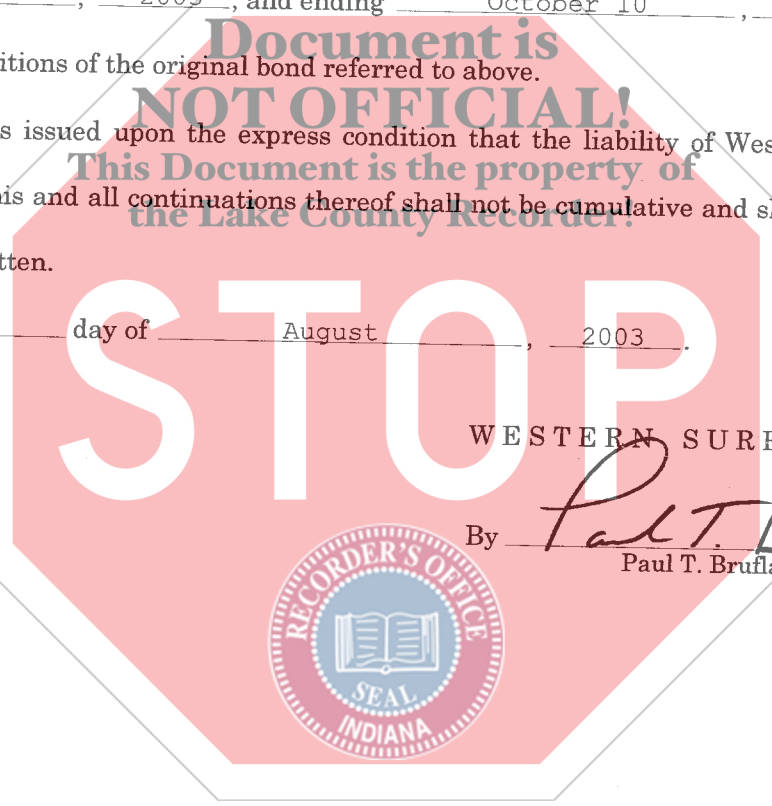 , 2003, and ending October 10,
Document is
itions of the original bond referred to above.
NOT OFFICIAL!
s issued upon the express condition that the liability of Wes
This Document is the property of
his and all continuations thereof shall not be cumulative and s
the Lake County Recorder!
tten.
STOP
day of August, 2003.
WESTERN SURE
By Paul T.
Paul T. Brufla
RECORDER'S OFFICE
SEAL
INDIANA